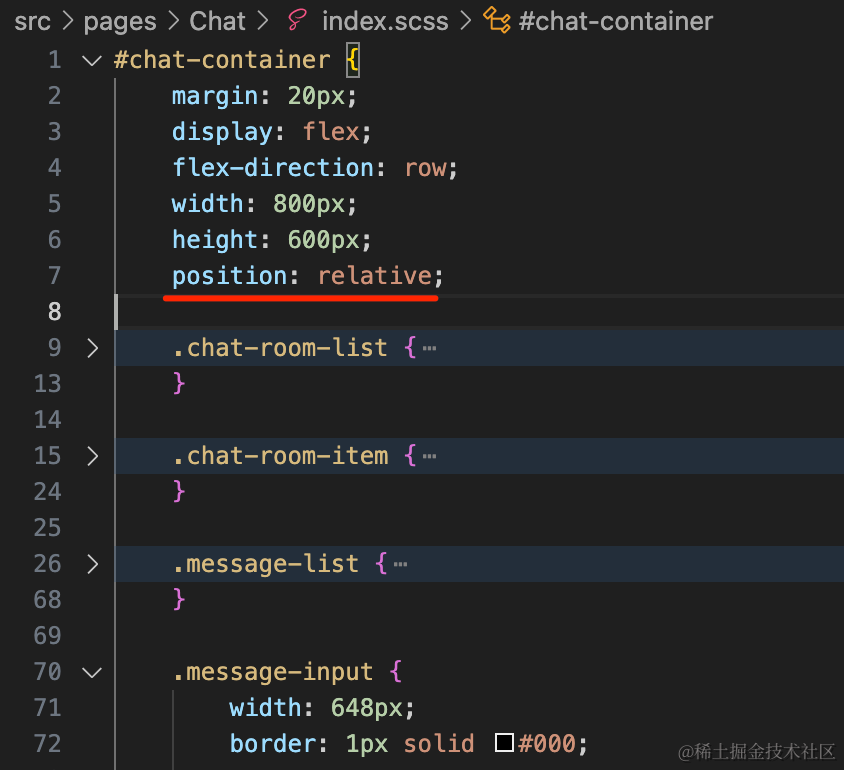 src > pages > Chat > index.scss > #chat-container
1 #chat-container {
2 margin: 20px;
3 display: flex;
4 flex-direction: row;
5 width: 800px;
6 height: 600px;
7 position: relative;
8
9 .chat-room-list {⋯
13 }
14
15 .chat-room-item {⋯
24 }
25
26 .message-list {⋯
68 }
69
70 .message-input {
71 width: 648px;
72 border: 1px solid #000;
@稀土掘金技术社区